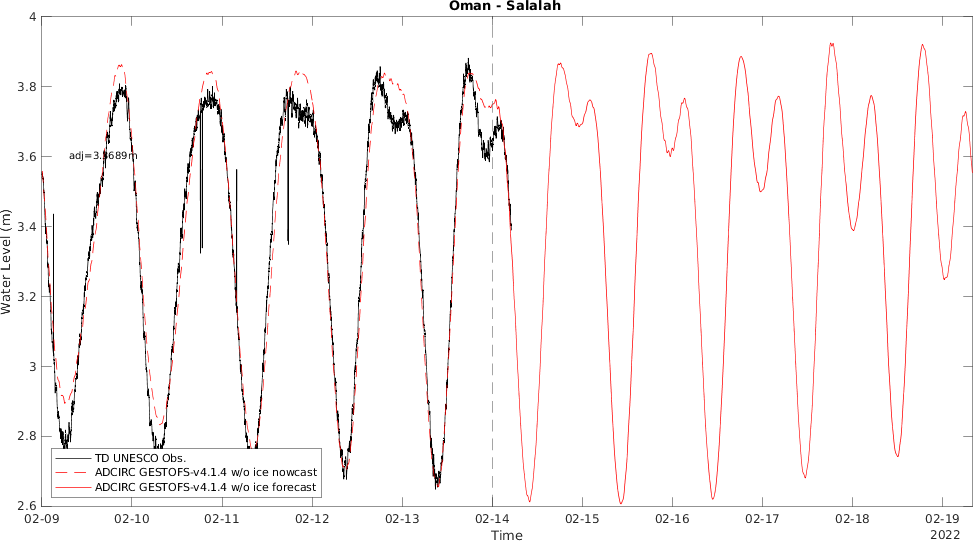 Oman - Salalah
4
3.8
3.6
3.4
3.2
3
2.8
2.6
Water Level (m)
TD UNESCO Obs.
ADCIRC GESTOFS-v4.1.4 w/o ice nowcast
ADCIRC GESTOFS-v4.1.4 w/o ice forecast
02-09 02-10 02-11 02-12 02-13 02-14 02-15 02-16 02-17 02-18 02-19
2022
Time